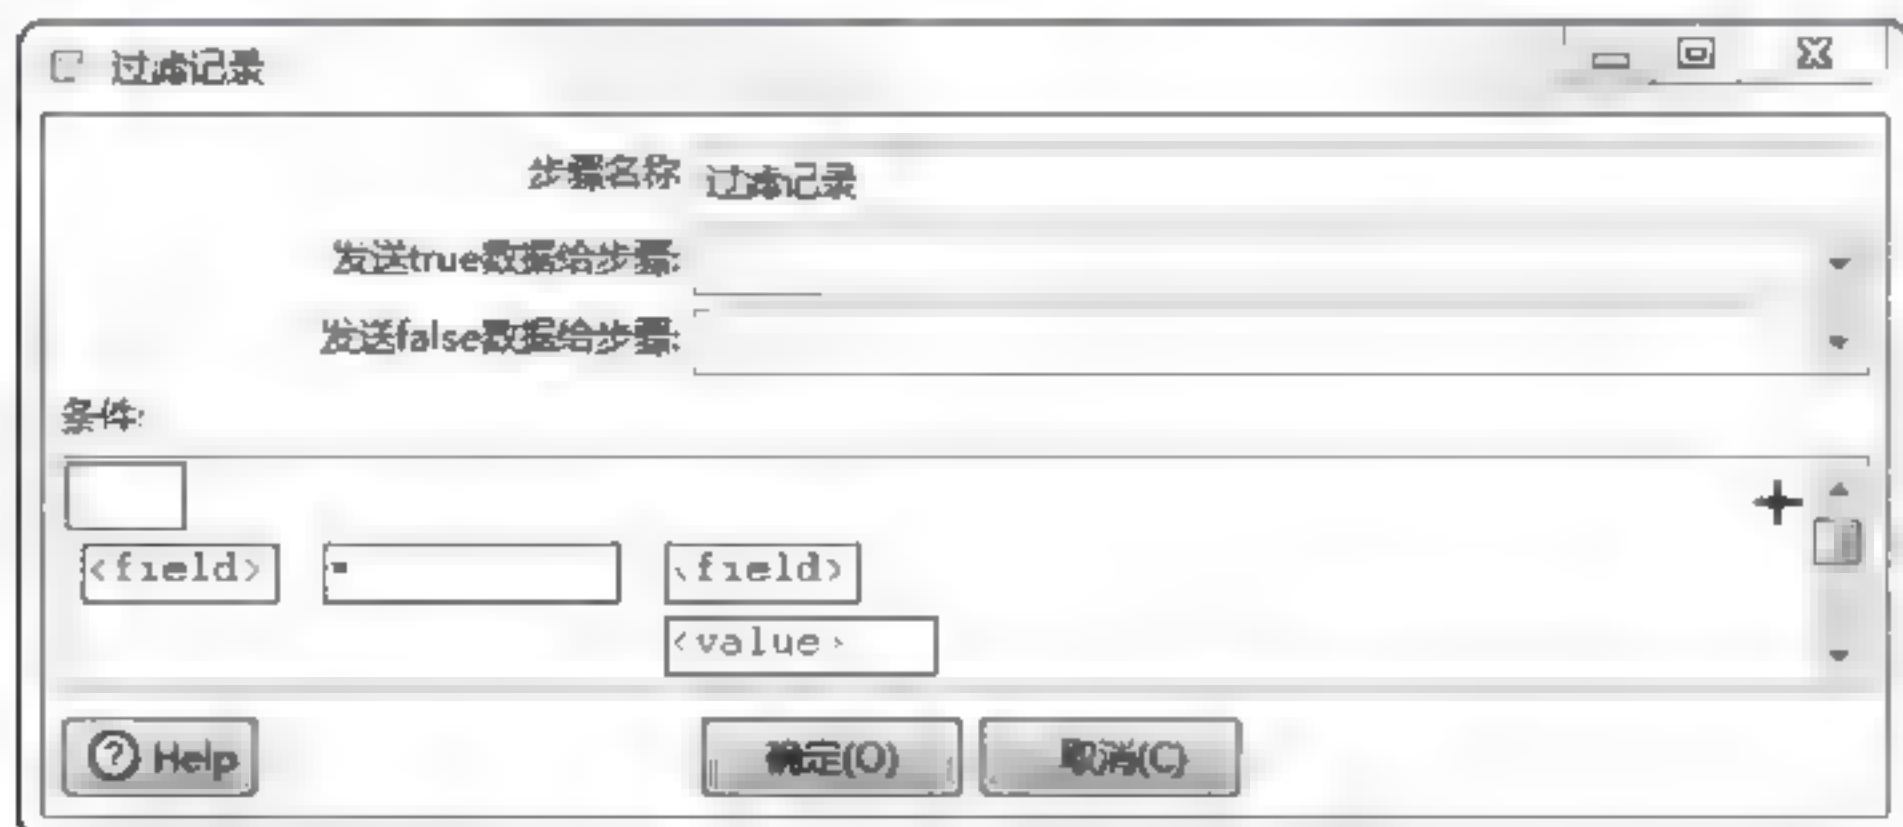 过滤记录
步骤名称 过滤记录
发送true数据给步骤:
发送false数据给步骤:
条件:
<field> = <field>
<value>
Help 确定(O) 取消(C)